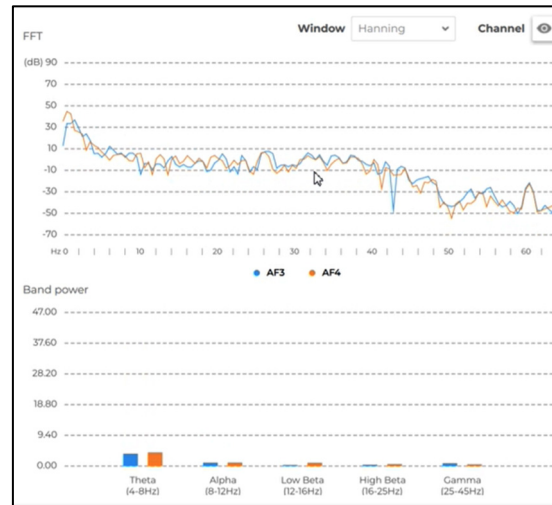 FFT Window Hanning Channel
(dB) 90
70
50
30
10
-10
-30
-50
-70
Hz 0 10 20 30 40 50 60
AF3 AF4
Band power
47.00
37.60
28.20
18.80
9.40
0.00
Theta Alpha Low Beta High Beta Gamma
(4-8Hz) (8-12Hz) (12-16Hz) (16-25Hz) (25-45Hz)